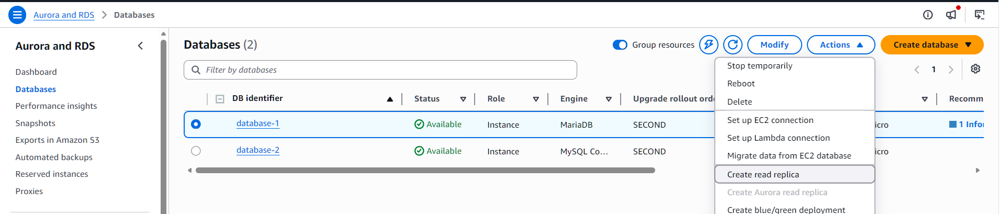 Aurora and RDS > Databases
Aurora and RDS
Dashboard
Databases
Performance insights
Snapshots
Exports in Amazon S3
Automated backups
Reserved instances
Proxies
Databases (2)
Group resources
Modify
Actions
Create database
Filter by databases
1
DB identifier Status Role Engine Upgrade rollout orde Recomm
database-1 Available Instance MariaDB SECOND icro 1 Infor
database-2 Available Instance MySQL Co... SECOND icro
Stop temporarily
Reboot
Delete
Set up EC2 connection
Set up Lambda connection
Migrate data from EC2 database
Create read replica
Create Aurora read replica
Create blue/green deployment